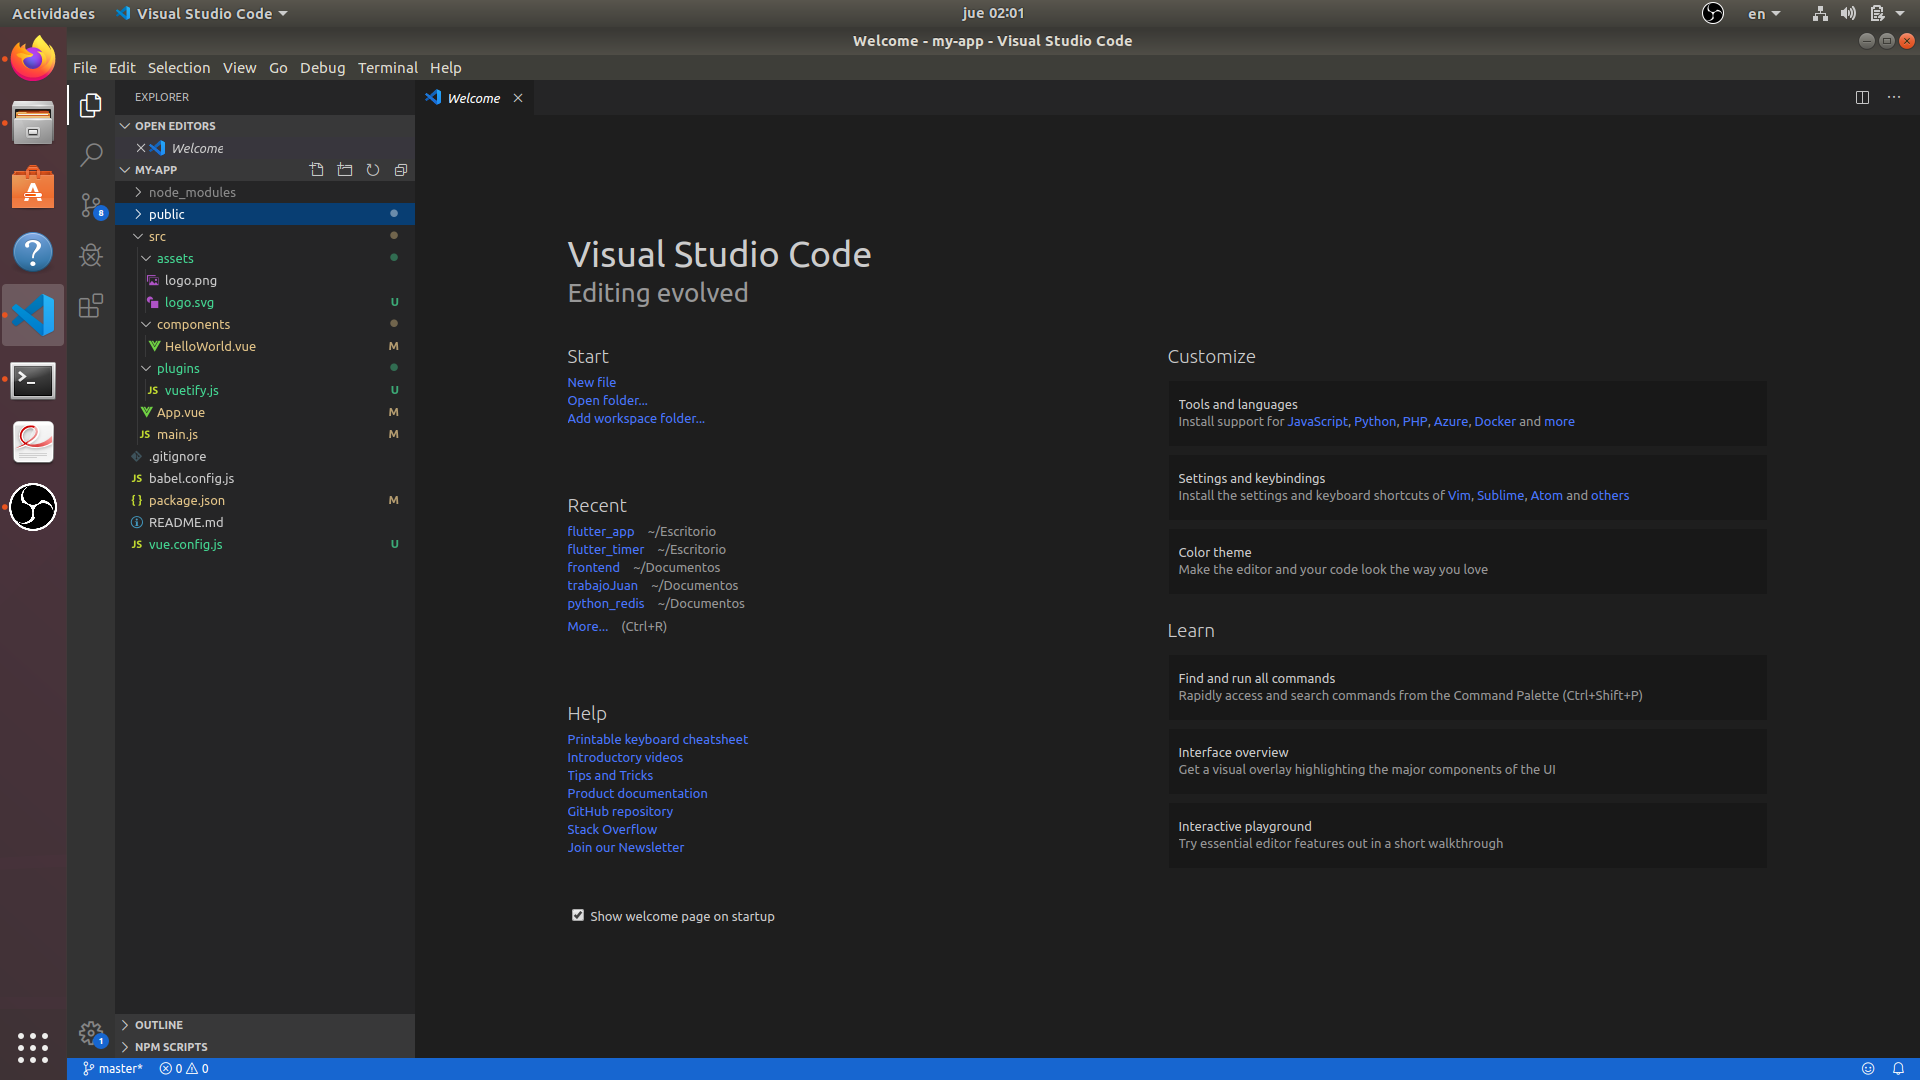 Actividades Visual Studio Code jue 02:01 en
Welcome - my-app - Visual Studio Code
File Edit Selection View Go Debug Terminal Help
EXPLORER
OPEN EDITORS
Welcome
MY-APP
node_modules
public
src
assets
logo.png
logo.svg U
components
HelloWorld.vue M
plugins
JS vuetify.js U
App.vue M
JS main.js M
.gitignore
JS babel.config.js
{} package.json M
README.md
JS vue.config.js U
OUTLINE
NPM SCRIPTS
8
1
Welcome
Visual Studio Code
Editing evolved
Start
New file
Open folder...
Add workspace folder...
Recent
flutter_app ~/Escritorio
flutter_timer ~/Escritorio
frontend ~/Documentos
trabajoJuan ~/Documentos
python_redis ~/Documentos
More... (Ctrl+R)
Help
Printable keyboard cheatsheet
Introductory videos
Tips and Tricks
Product documentation
GitHub repository
Stack Overflow
Join our Newsletter
Show welcome page on startup
Customize
Tools and languages
Install support for JavaScript, Python, PHP, Azure, Docker and more
Settings and keybindings
Install the settings and keyboard shortcuts of Vim, Sublime, Atom and others
Color theme
Make the editor and your code look the way you love
Learn
Find and run all commands
Rapidly access and search commands from the Command Palette (Ctrl+Shift+P)
Interface overview
Get a visual overlay highlighting the major components of the UI
Interactive playground
Try essential editor features out in a short walkthrough
master* 0 0